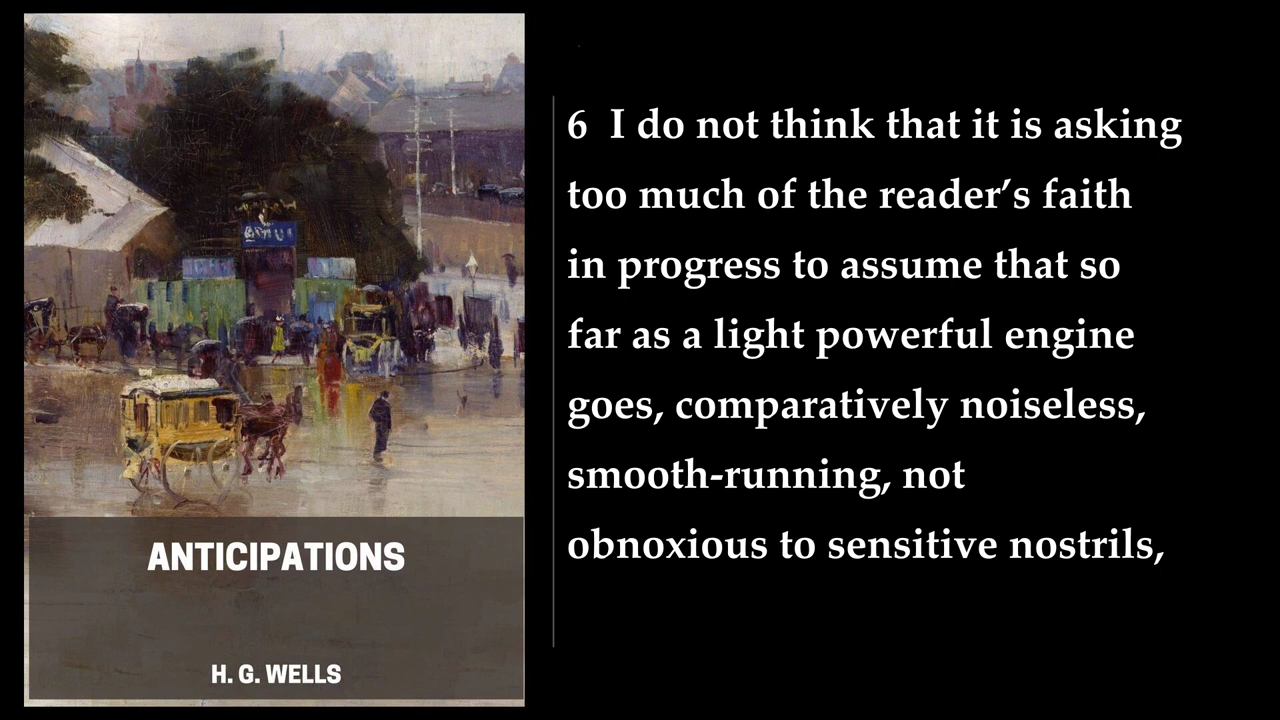 ANTICIPATIONS
H. G. WELLS
6 I do not think that it is asking
too much of the reader’s faith
in progress to assume that so
far as a light powerful engine
goes, comparatively noiseless,
smooth-running, not
obnoxious to sensitive nostrils,